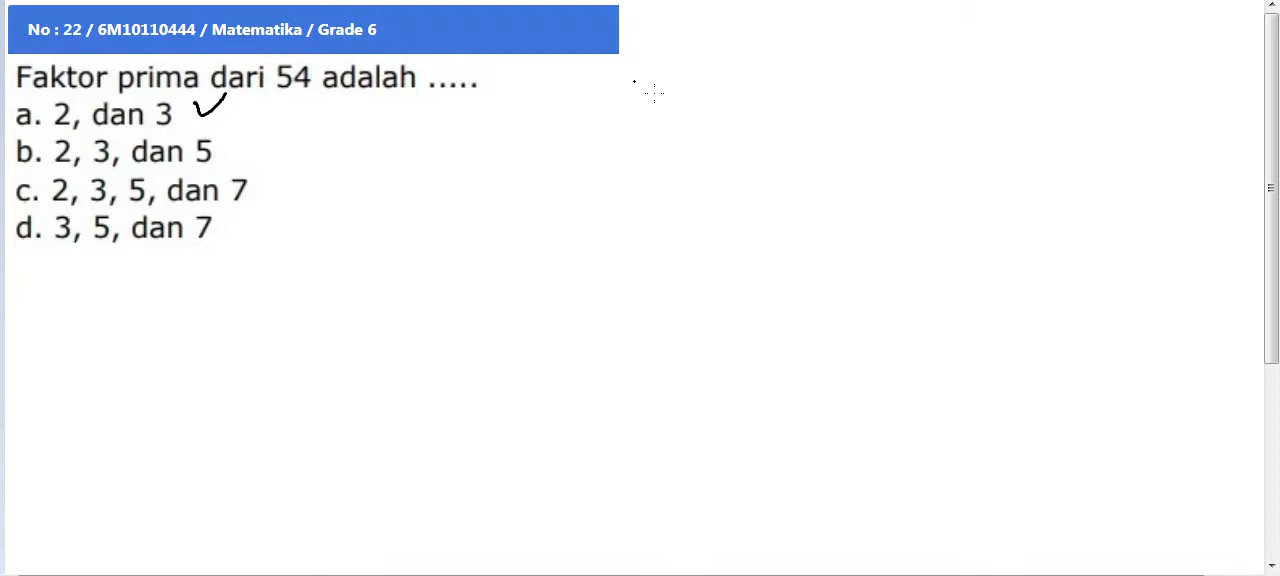 No : 22 / 6M10110444 / Matematika / Grade 6
Faktor prima dari 54 adalah .....
a. 2, dan 3
b. 2, 3, dan 5
c. 2, 3, 5, dan 7
d. 3, 5, dan 7